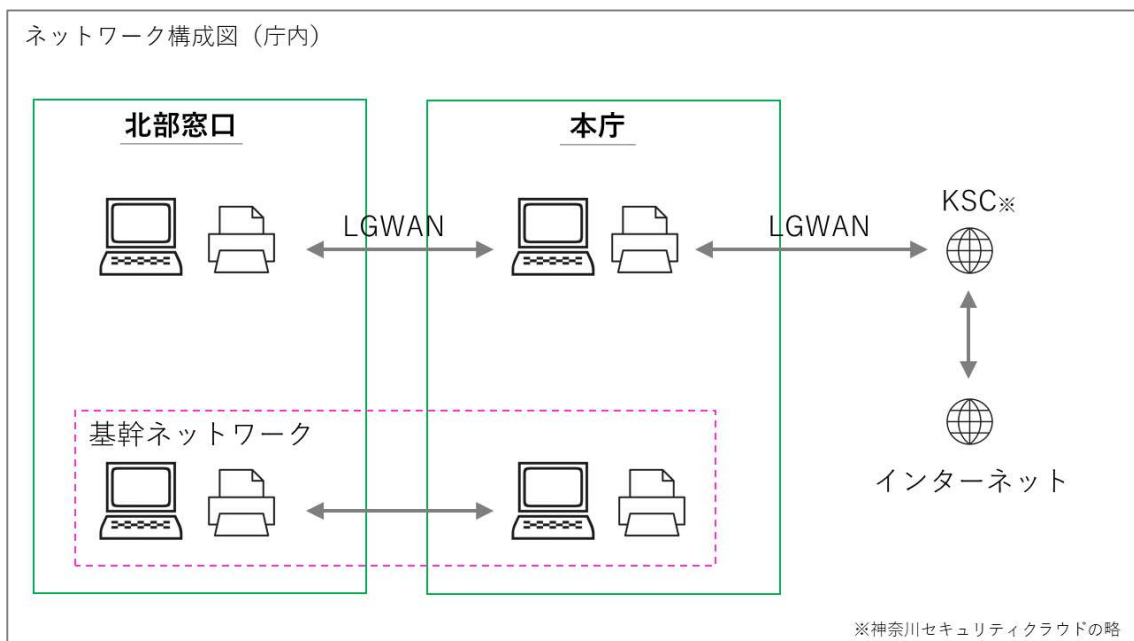 ネットワーク構成図（庁内）
北部窓口
本庁
KSC※
LGWAN
LGWAN
基幹ネットワーク
インターネット
※神奈川セキュリティクラウドの略